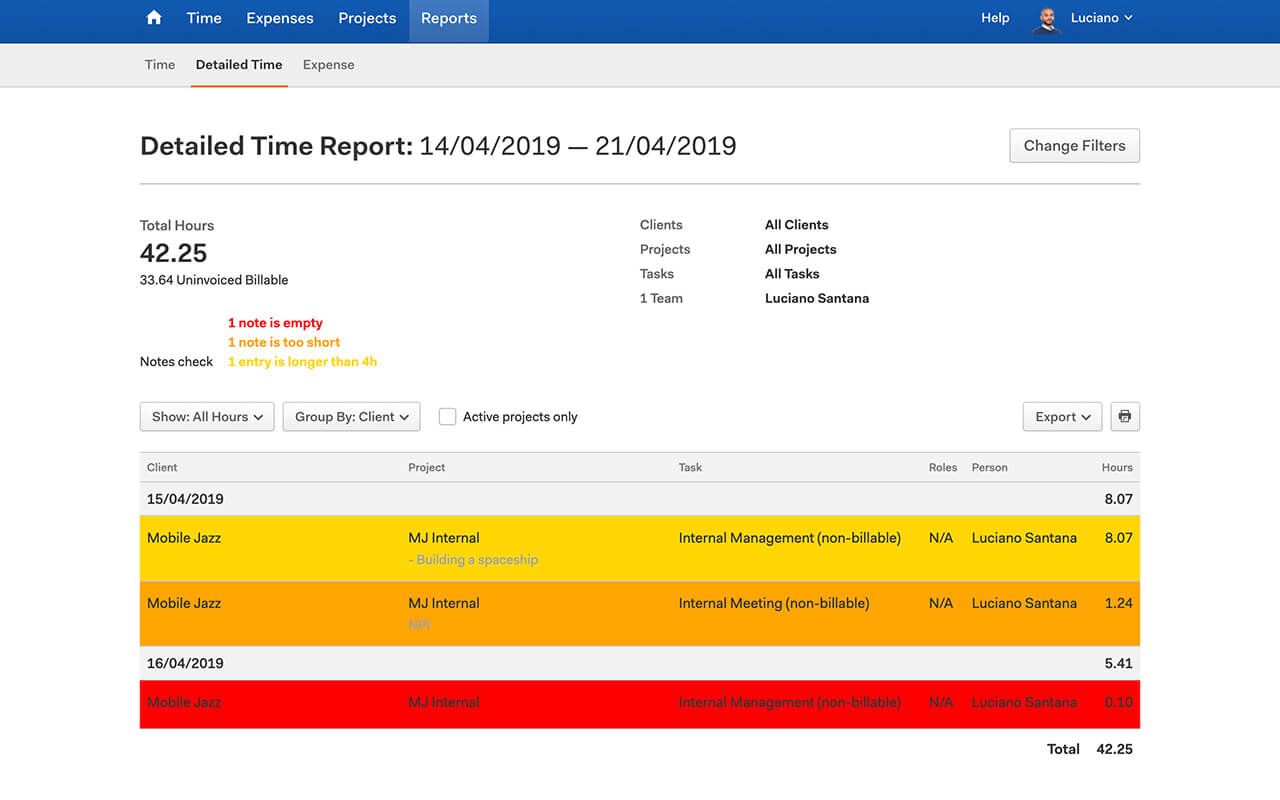 Time Expenses Projects Reports Help Luciano
Time Detailed Time Expense
Detailed Time Report: 14/04/2019 — 21/04/2019 Change Filters
Total Hours
42.25
33.64 Uninvoiced Billable
Clients All Clients
Projects All Projects
Tasks All Tasks
1 Team Luciano Santana
1 note is empty
1 note is too short
Notes check 1 entry is longer than 4h
Show: All Hours Group By: Client Active projects only Export
Client Project Task Roles Person Hours
15/04/2019 8.07
Mobile Jazz MJ Internal Internal Management (non-billable) N/A Luciano Santana 8.07
- Building a spaceship
Mobile Jazz MJ Internal Internal Meeting (non-billable) N/A Luciano Santana 1.24
NPI
16/04/2019 5.41
Mobile Jazz MJ Internal Internal Management (non-billable) N/A Luciano Santana 0.10
Total 42.25